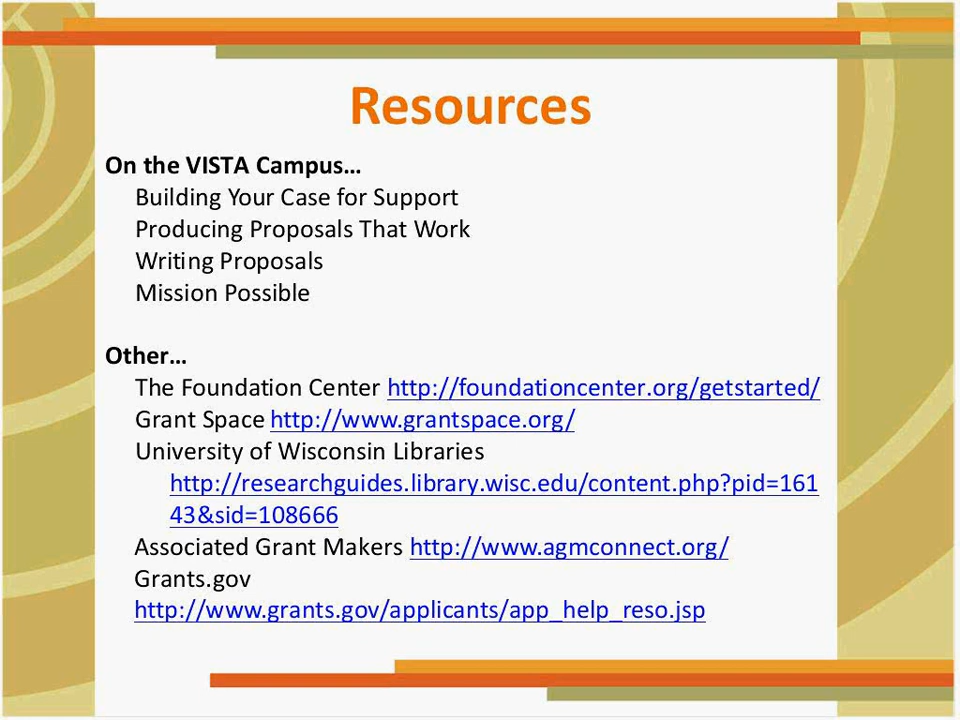 Resources
On the VISTA Campus…
Building Your Case for Support
Producing Proposals That Work
Writing Proposals
Mission Possible
Other…
The Foundation Center http://foundationcenter.org/getstarted/
Grant Space http://www.grantspace.org/
University of Wisconsin Libraries
http://researchguides.library.wisc.edu/content.php?pid=161
43&sid=108666
Associated Grant Makers http://www.agmconnect.org/
Grants.gov
http://www.grants.gov/applicants/app_help_reso.jsp